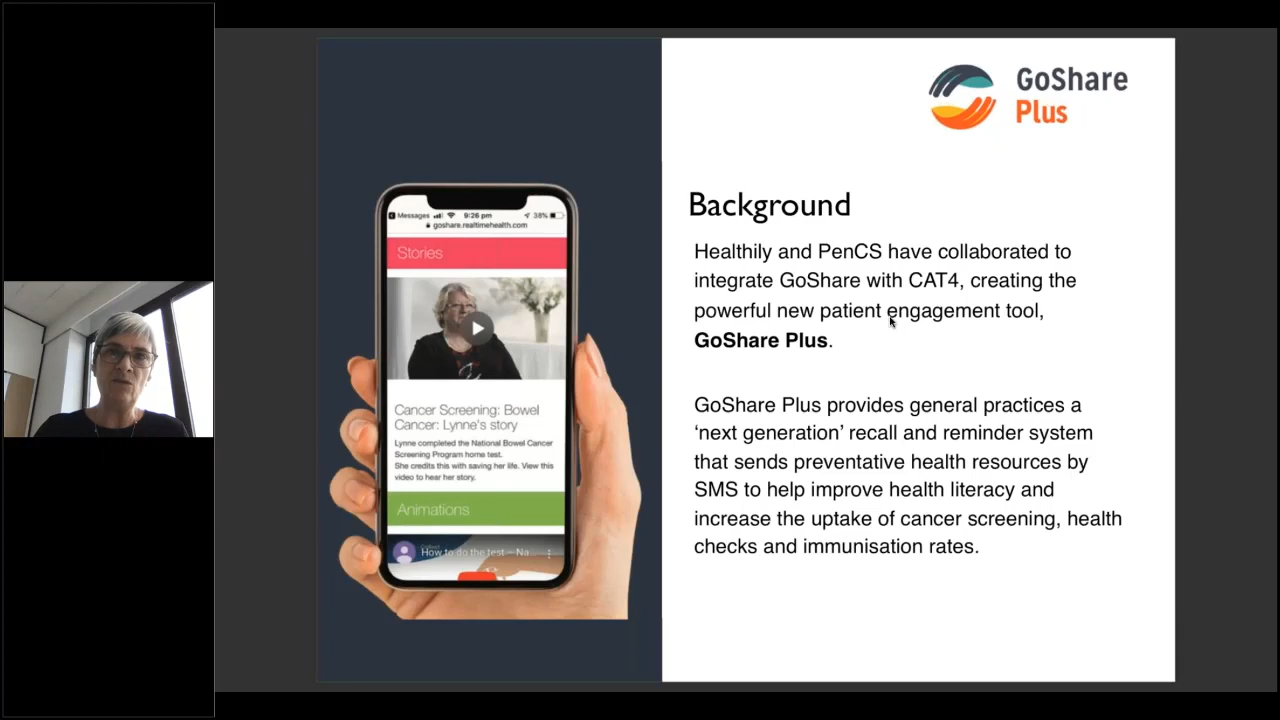 GoShare
Plus
Background
Healthily and PenCS have collaborated to
integrate GoShare with CAT4, creating the
powerful new patient engagement tool,
GoShare Plus.
GoShare Plus provides general practices a
‘next generation’ recall and reminder system
that sends preventative health resources by
SMS to help improve health literacy and
increase the uptake of cancer screening, health
checks and immunisation rates.
Messages 9:26 pm 38%
goshare.realtimehealth.com
Stories
Cancer Screening: Bowel
Cancer: Lynne's story
Lynne completed the National Bowel Cancer
Screening Program home test.
She credits this with saving her life. View this
video to hear her story.
Animations
How to do the test – Na...